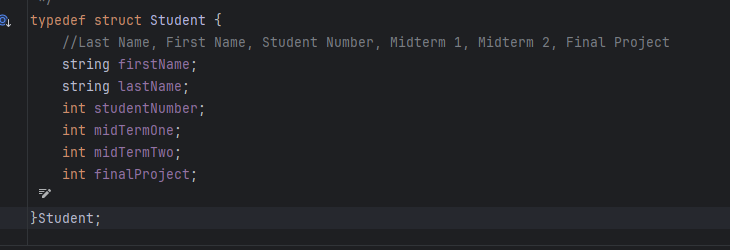 */
typedef struct Student {
//Last Name, First Name, Student Number, Midterm 1, Midterm 2, Final Project
string firstName;
string lastName;
int studentNumber;
int midTermOne;
int midTermTwo;
int finalProject;
}Student;